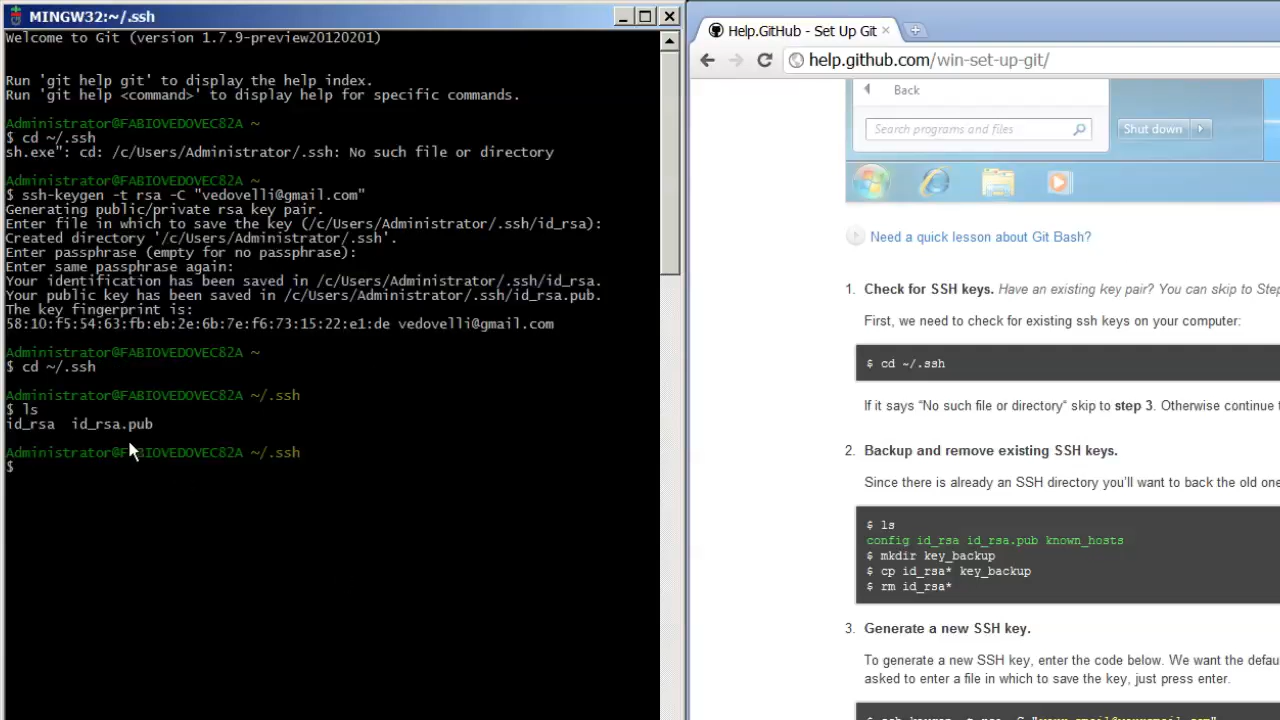 MINGW32:~/.ssh
Welcome to Git (version 1.7.9-preview20120201)
Run 'git help git' to display the help index.
Run 'git help <command>' to display help for specific commands.
Administrator@FABIOVEDOVEC82A ~
$ cd ~/.ssh
sh.exe": cd: /c/Users/Administrator/.ssh: No such file or directory
Administrator@FABIOVEDOVEC82A ~
$ ssh-keygen -t rsa -C "vedovelli@gmail.com"
Generating public/private rsa key pair.
Enter file in which to save the key (/c/Users/Administrator/.ssh/id_rsa):
Created directory '/c/Users/Administrator/.ssh'.
Enter passphrase (empty for no passphrase):
Enter same passphrase again:
Your identification has been saved in /c/Users/Administrator/.ssh/id_rsa.
Your public key has been saved in /c/Users/Administrator/.ssh/id_rsa.pub.
The key fingerprint is:
58:10:f5:54:63:fb:eb:2e:6b:7e:f6:73:15:22:e1:de vedovelli@gmail.com
Administrator@FABIOVEDOVEC82A ~
$ cd ~/.ssh
Administrator@FABIOVEDOVEC82A ~/.ssh
$ ls
id_rsa  id_rsa.pub
Administrator@FABIOVEDOVEC82A ~/.ssh
$
Help.GitHub - Set Up Git
help.github.com/win-set-up-git/
Back
Search programs and files
Shut down
Need a quick lesson about Git Bash?
1. Check for SSH keys. Have an existing key pair? You can skip to Step
First, we need to check for existing ssh keys on your computer:
$ cd ~/.ssh
If it says “No such file or directory“ skip to step 3. Otherwise continue
2. Backup and remove existing SSH keys.
Since there is already an SSH directory you’ll want to back the old one
$ ls
config id_rsa id_rsa.pub known_hosts
$ mkdir key_backup
$ cp id_rsa* key_backup
$ rm id_rsa*
3. Generate a new SSH key.
To generate a new SSH key, enter the code below. We want the
asked to enter a file in which to save the key, just press enter.